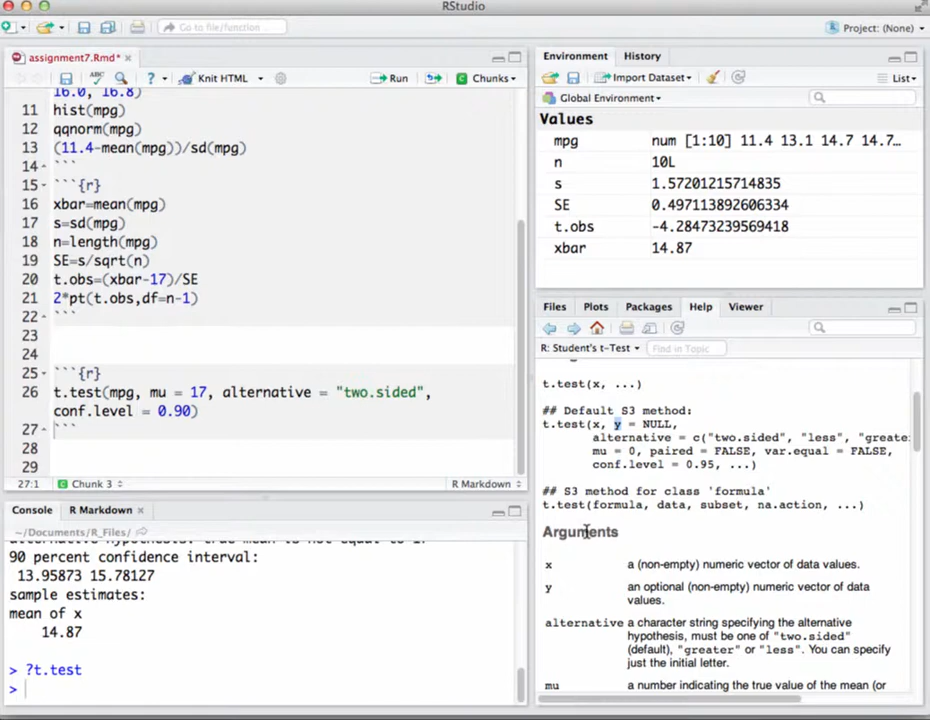 RStudio
Go to file/function
Project: (None)
assignment7.Rmd*
ABC
Knit HTML
Run
Chunks
16.0, 16.8)
11 hist(mpg)
12 qqnorm(mpg)
13 (11.4-mean(mpg))/sd(mpg)
14 ```
15 ```{r}
16 xbar=mean(mpg)
17 s=sd(mpg)
18 n=length(mpg)
19 SE=s/sqrt(n)
20 t.obs=(xbar-17)/SE
21 2*pt(t.obs,df=n-1)
22 ```
23
24
25 ```{r}
26 t.test(mpg, mu = 17, alternative = "two.sided",
conf.level = 0.90)
27 ```
28
29
27:1 Chunk 3 R Markdown
Console R Markdown
~/Documents/R_Files/
90 percent confidence interval:
13.95873 15.78127
sample estimates:
mean of x
14.87
> ?t.test
>
Environment History
Import Dataset
List
Global Environment
Values
mpg num [1:10] 11.4 13.1 14.7 14.7…
n 10L
s 1.57201215714835
SE 0.497113892606334
t.obs -4.28473239569418
xbar 14.87
Files Plots Packages Help Viewer
R: Student's t-Test Find in Topic
t.test(x, ...)
## Default S3 method:
t.test(x, y = NULL,
alternative = c("two.sided", "less", "greate
mu = 0, paired = FALSE, var.equal = FALSE,
conf.level = 0.95, ...)
## S3 method for class 'formula'
t.test(formula, data, subset, na.action, ...)
Arguments
x a (non-empty) numeric vector of data values.
y an optional (non-empty) numeric vector of data
values.
alternative a character string specifying the alternative
hypothesis, must be one of "two.sided"
(default), "greater" or "less". You can specify
just the initial letter.
mu a number indicating the true value of the mean (or